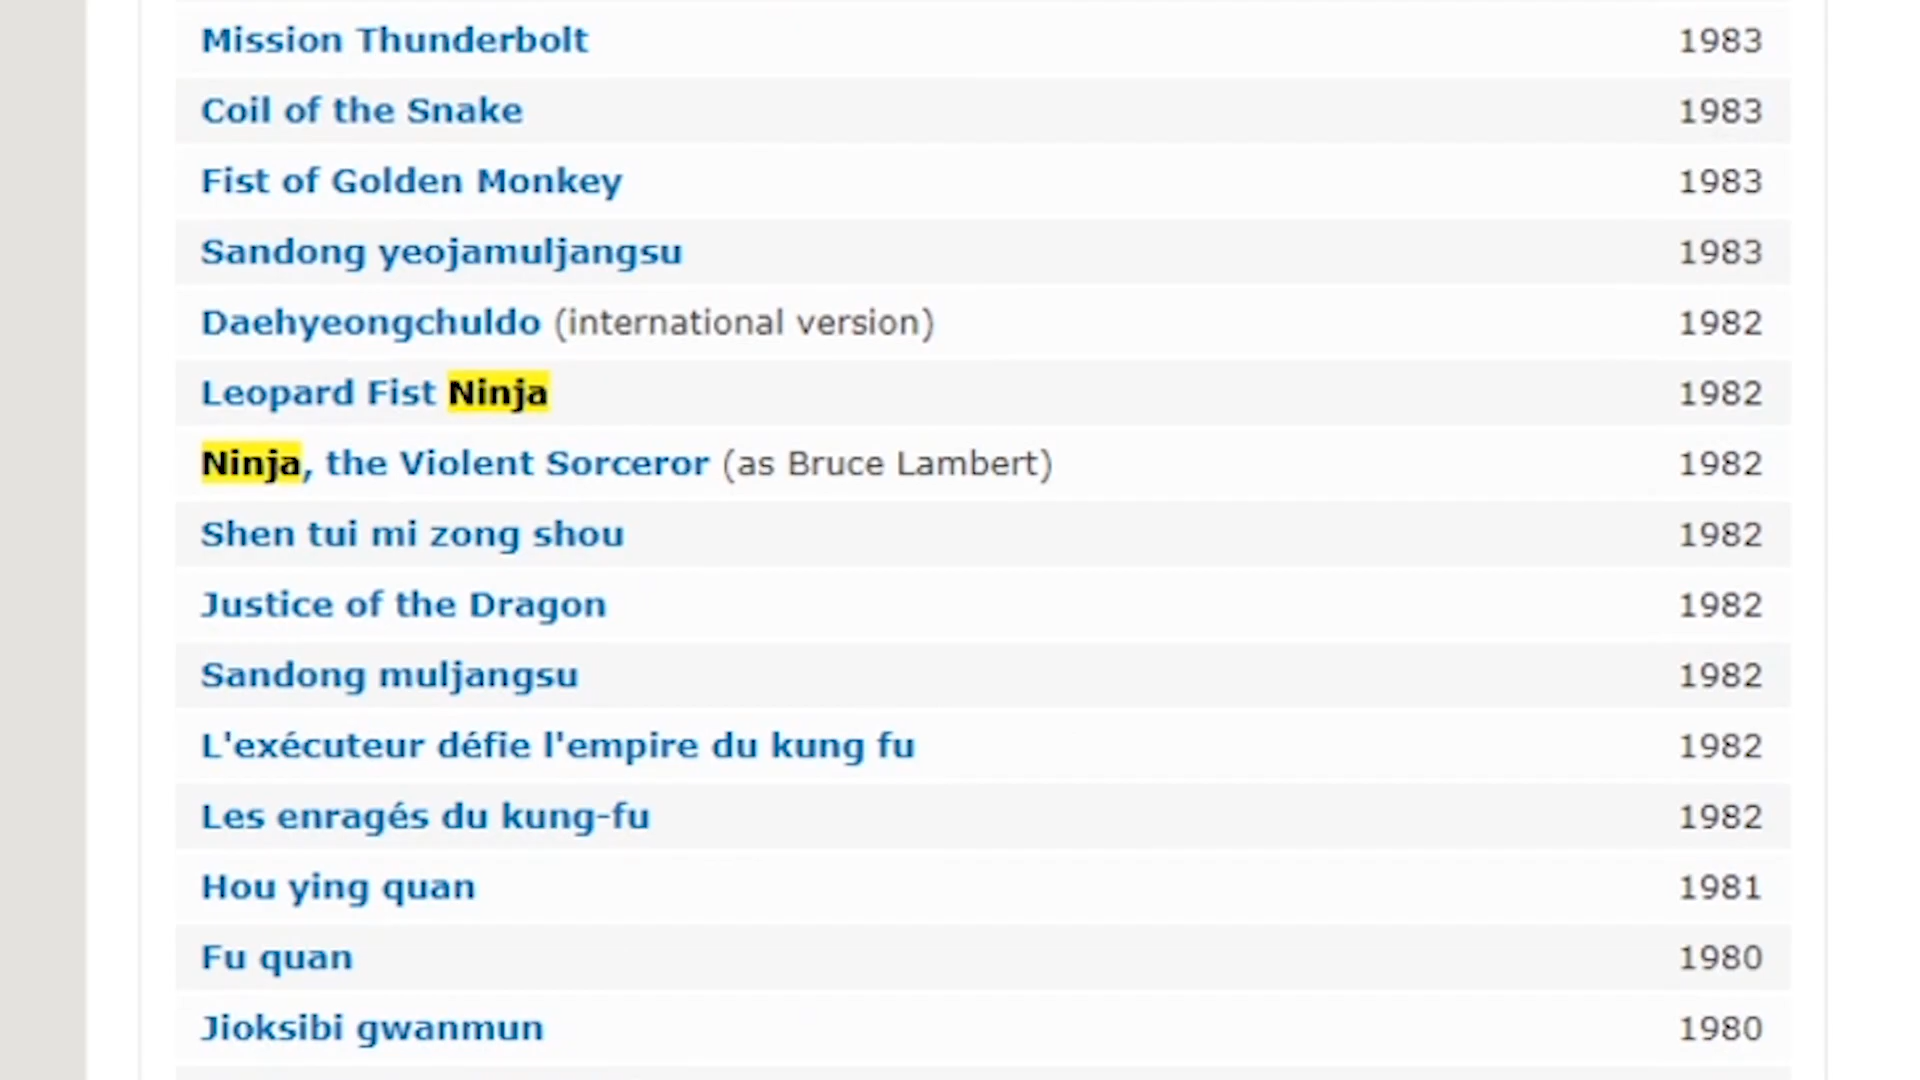 Mission Thunderbolt 1983
Coil of the Snake 1983
Fist of Golden Monkey 1983
Sandong yeojamuljangsu 1983
Daehyeongchuldo (international version) 1982
Leopard Fist Ninja 1982
Ninja, the Violent Sorceror (as Bruce Lambert) 1982
Shen tui mi zong shou 1982
Justice of the Dragon 1982
Sandong muljangsu 1982
L'exécuteur défie l'empire du kung fu 1982
Les enragés du kung-fu 1982
Hou ying quan 1981
Fu quan 1980
Jioksibi gwanmun 1980